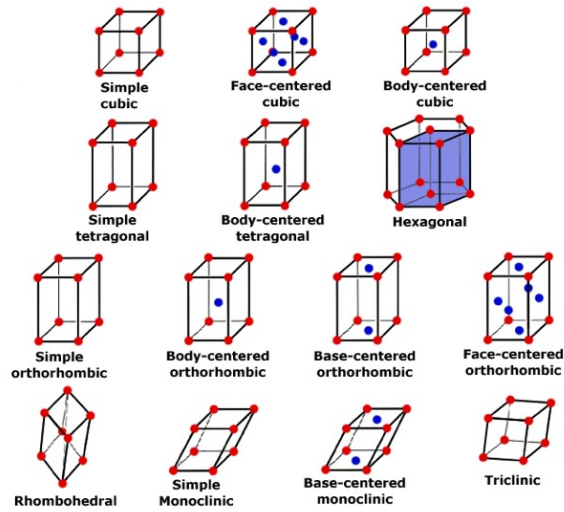 Simple
cubic
Face-centered
cubic
Body-centered
cubic
Simple
tetragonal
Body-centered
tetragonal
Hexagonal
Simple
orthorhombic
Body-centered
orthorhombic
Base-centered
orthorhombic
Face-centered
orthorhombic
Rhombohedral
Simple
Monoclinic
Base-centered
monoclinic
Triclinic